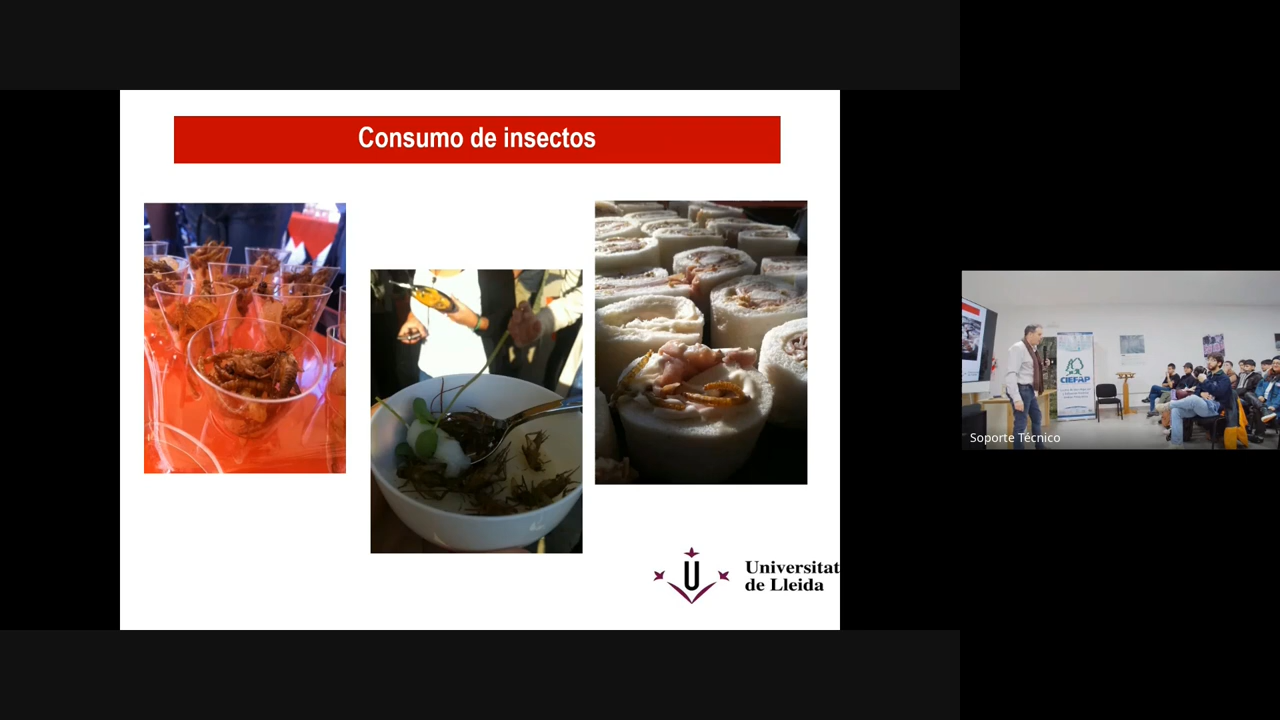 Consumo de insectos
U
Universitat
de Lleida
CIEFAP
Soporte Técnico